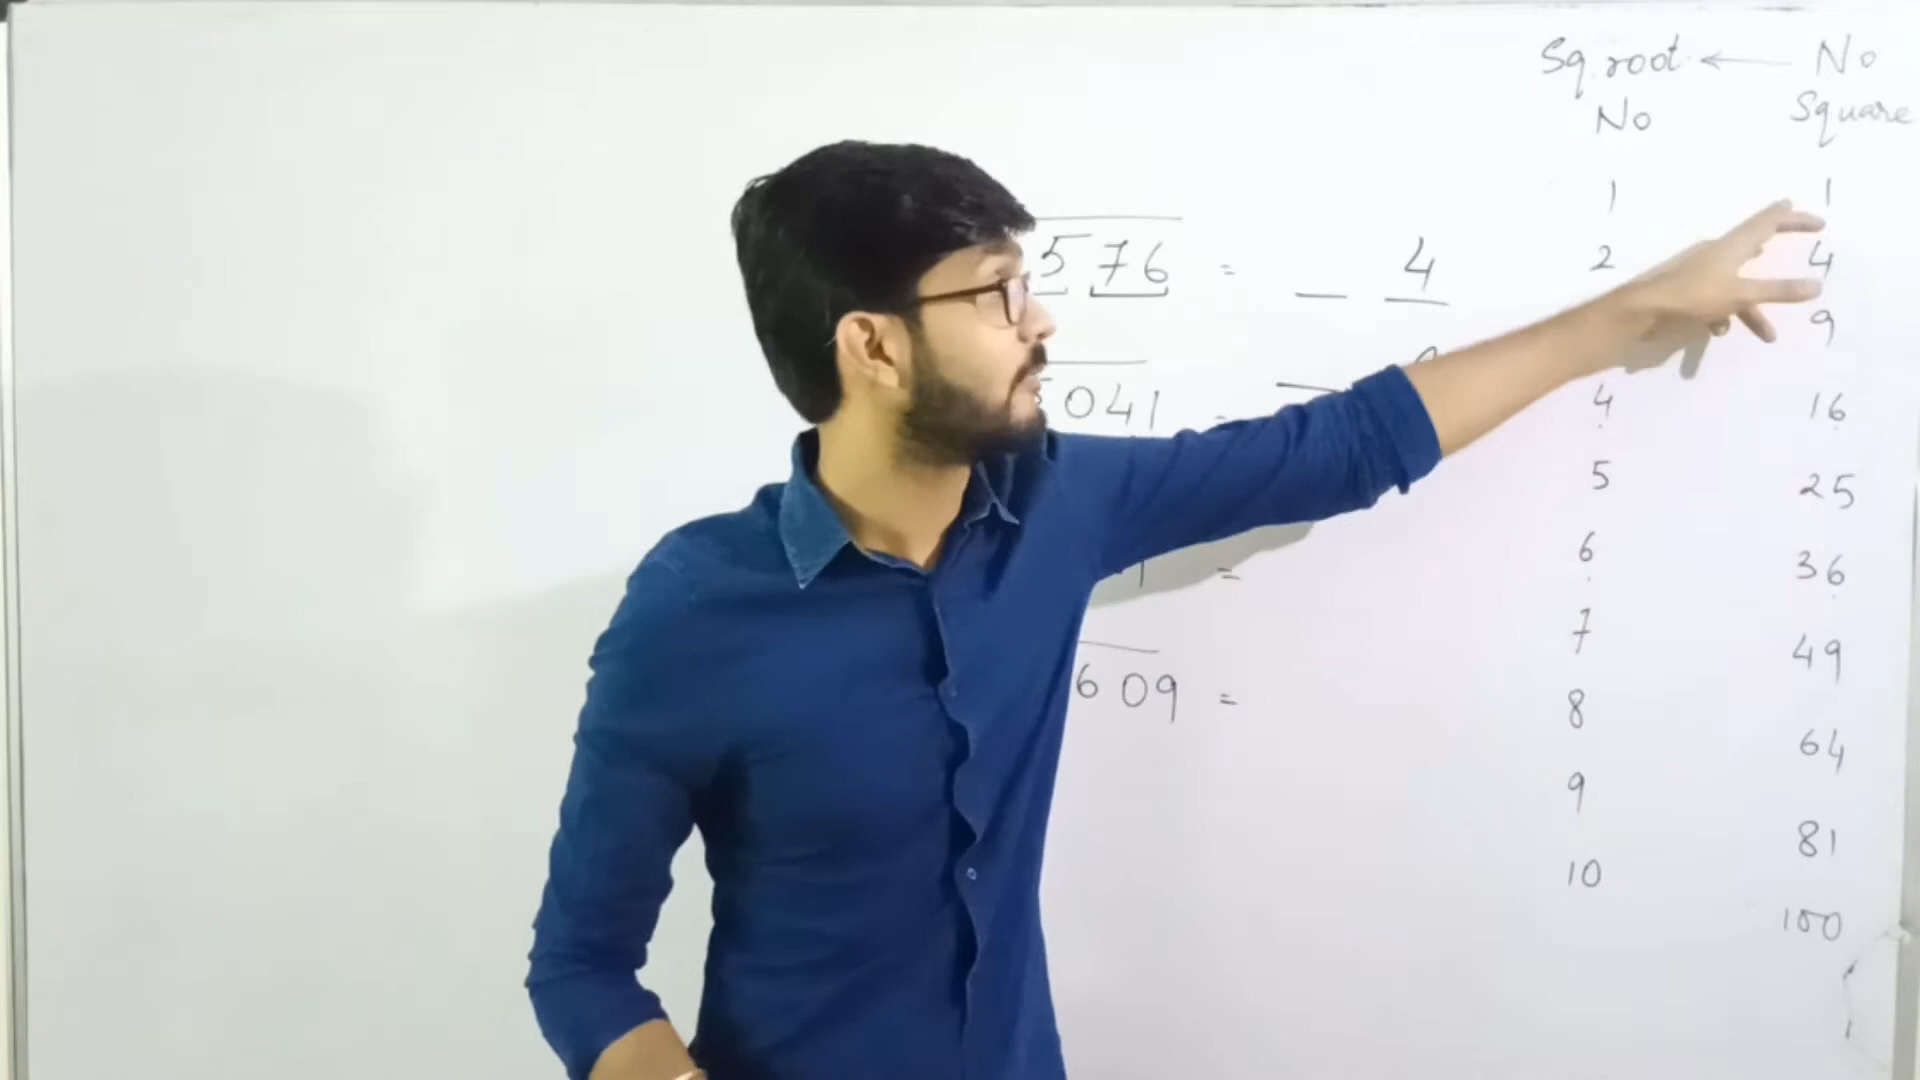 Sq. root ← No
No Square
1 1
576 = _ 4 2 4
9
041 = 4 16
5 25
= 6 36
7 49
609 = 8 64
9 81
10 100